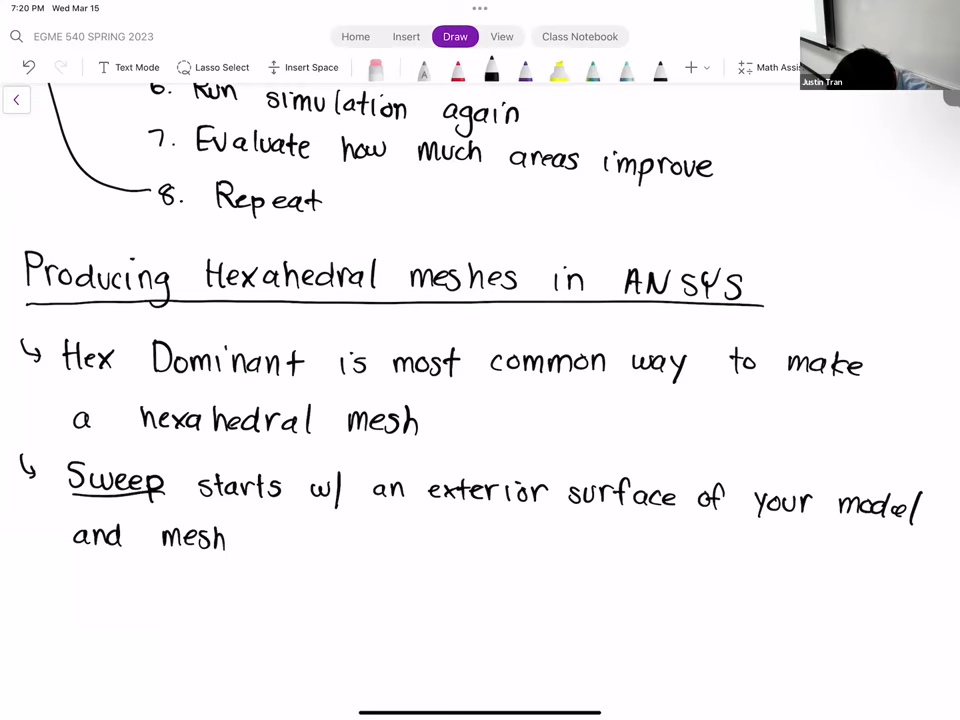 7:20 PM Wed Mar 15
EGME 540 SPRING 2023
Home Insert Draw View Class Notebook
Text Mode Lasso Select Insert Space Math Assis
Justin Tran
6. Run simulation again
7. Evaluate how much areas improve
8. Repeat
Producing Hexahedral meshes in ANSYS
↳ Hex Dominant is most common way to make
a hexahedral mesh
↳ Sweep starts w/ an exterior surface of your model
and mesh